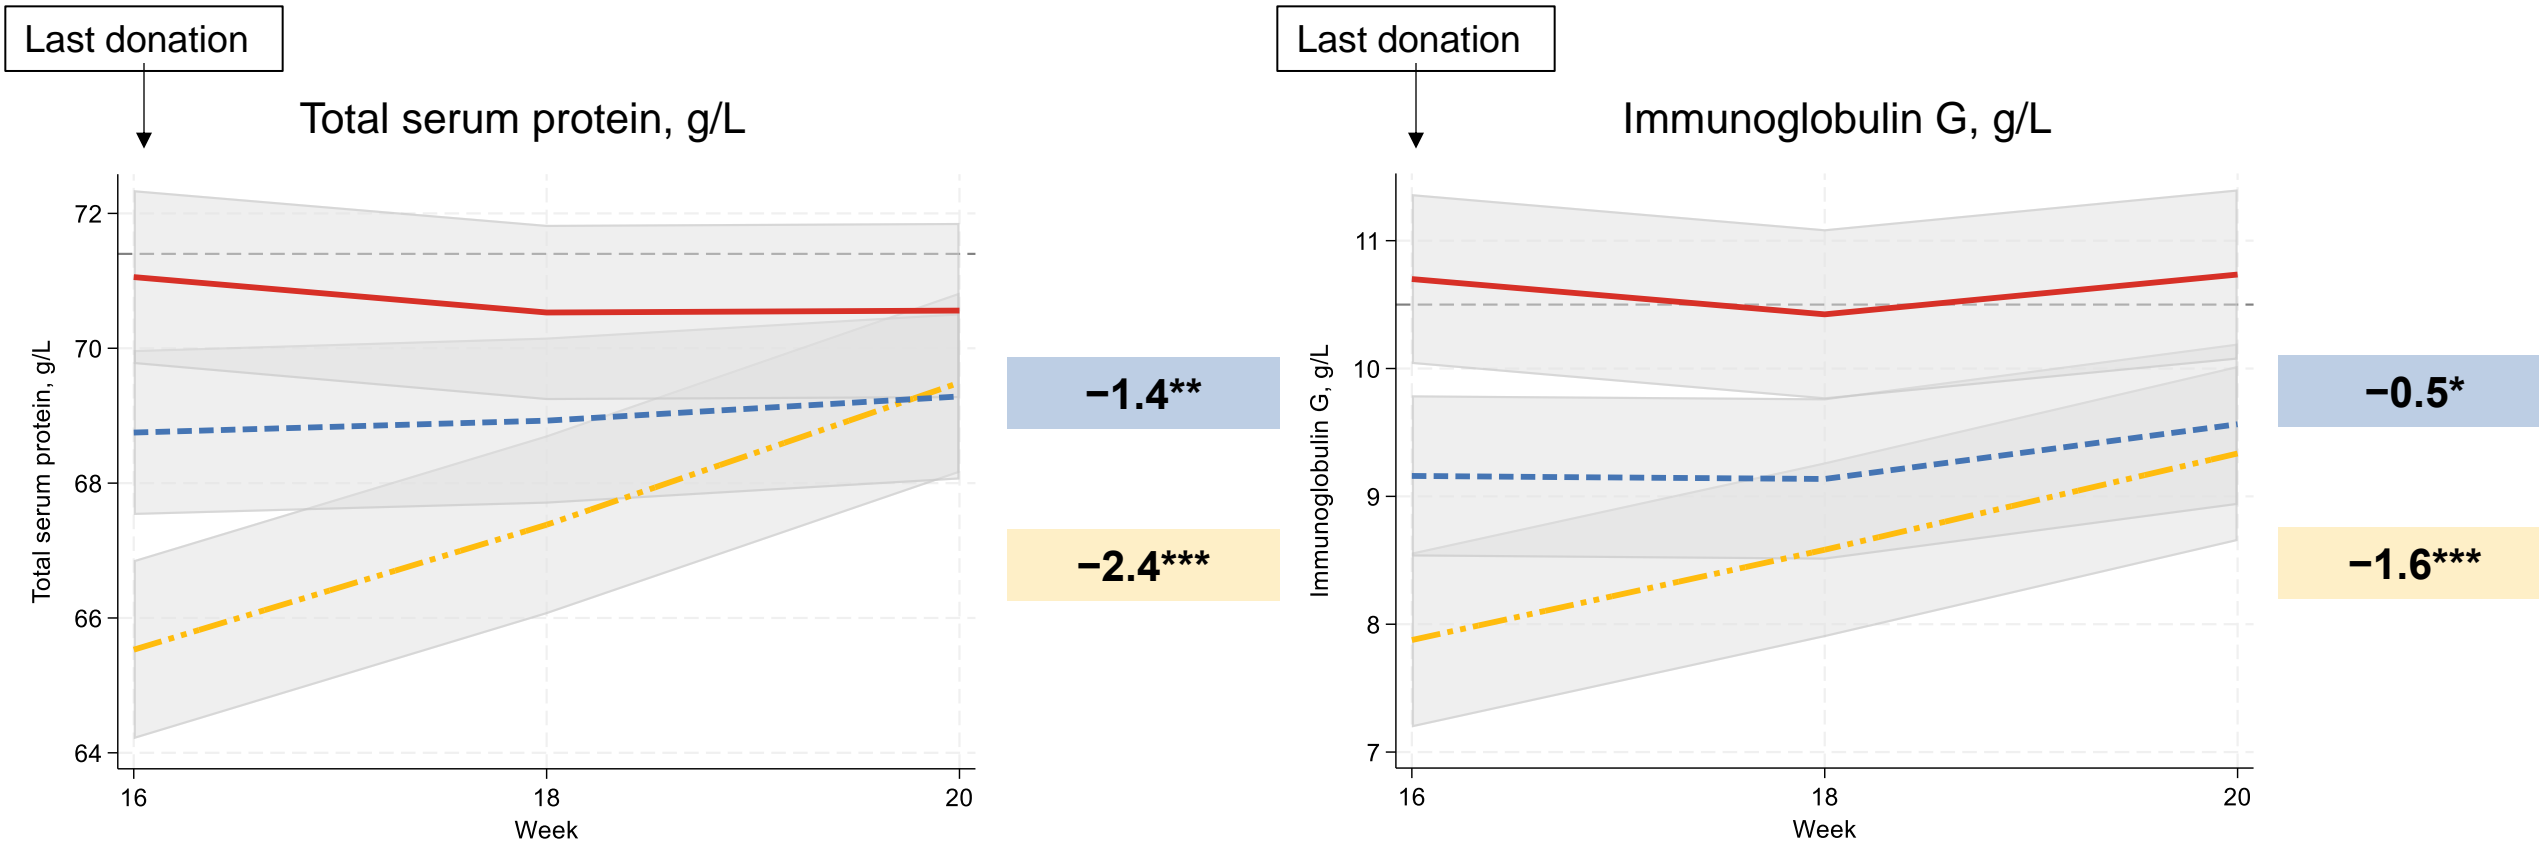 Last donation
Total serum protein, g/L
Total serum protein, g/L
72
70
68
66
64
16 18 20
Week
−1.4**
−2.4***
Last donation
Immunoglobulin G, g/L
Immunoglobulin G, g/L
11
10
9
8
7
16 18 20
Week
−0.5*
−1.6***